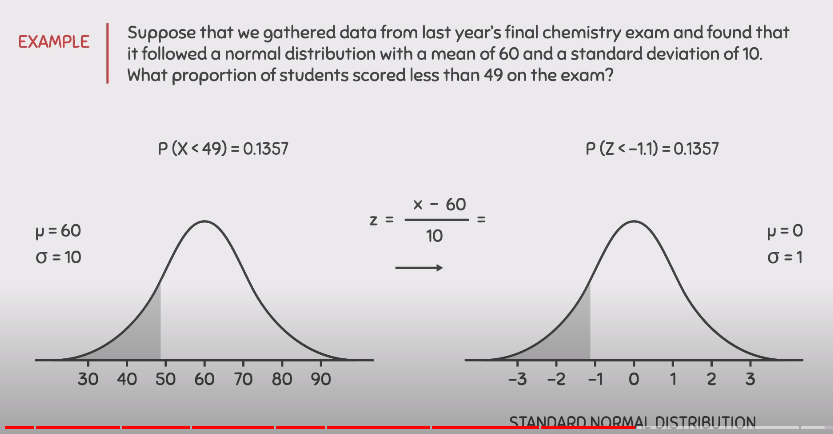 EXAMPLE
Suppose that we gathered data from last year's final chemistry exam and found that
it followed a normal distribution with a mean of 60 and a standard deviation of 10.
What proportion of students scored less than 49 on the exam?
P (X < 49) = 0.1357
P (Z < -1.1) = 0.1357
μ = 60
σ = 10
z = x - 60 / 10 =
μ = 0
σ = 1
30 40 50 60 70 80 90
-3 -2 -1 0 1 2 3
STANDARD NORMAL DISTRIBUTION